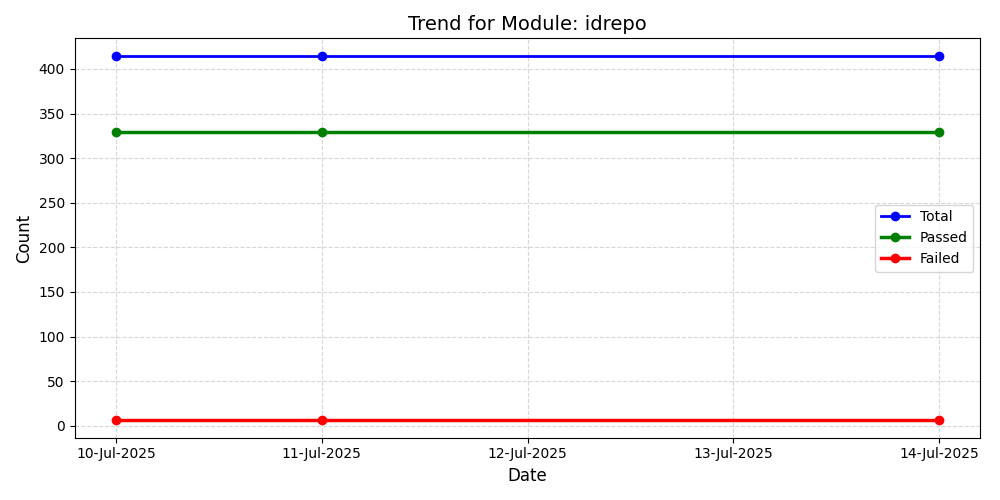 Trend for Module: idrepo
400
350
300
250
200
150
100
50
0
Count
Total
Passed
Failed
10-Jul-2025
11-Jul-2025
12-Jul-2025
13-Jul-2025
14-Jul-2025
Date